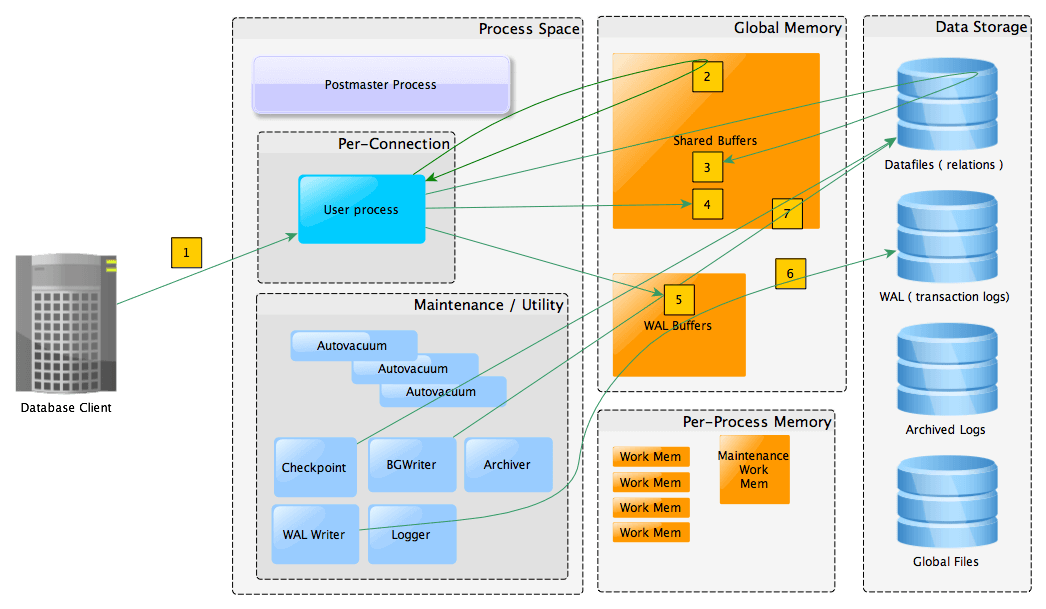 Process Space
Postmaster Process
Per-Connection
User process
1
Database Client
Maintenance / Utility
Autovacuum
Autovacuum
Autovacuum
Checkpoint
BGWriter
Archiver
WAL Writer
Logger
Global Memory
2
Shared Buffers
3
4
7
6
5
WAL Buffers
Per-Process Memory
Work Mem
Work Mem
Work Mem
Work Mem
Maintenance
Work
Mem
Data Storage
Datafiles ( relations )
WAL ( transaction logs)
Archived Logs
Global Files